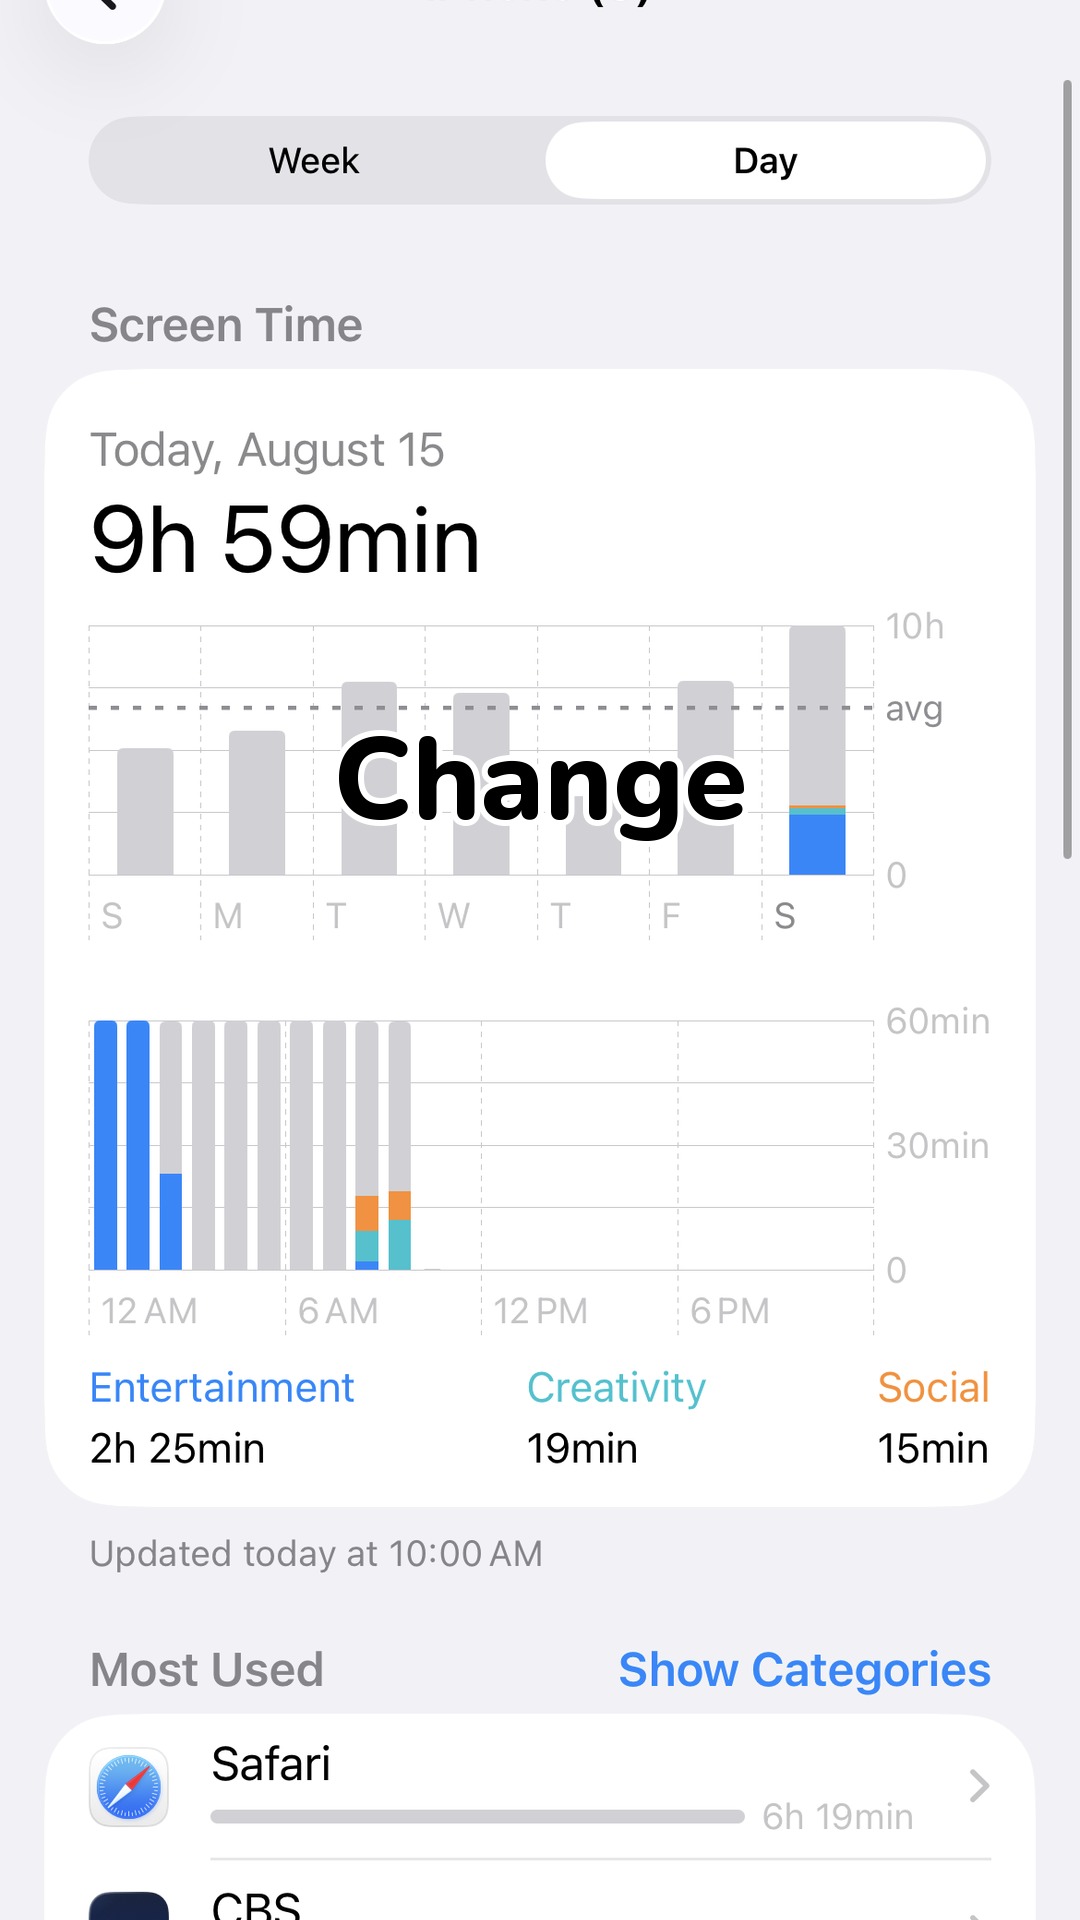 Week
Day
Screen Time
Today, August 15
9h 59min
10h
avg
Change
0
S M T W T F S
60min
30min
0
12 AM 6 AM 12 PM 6 PM
Entertainment Creativity Social
2h 25min 19min 15min
Updated today at 10:00 AM
Most Used Show Categories
Safari
6h 19min
CBS